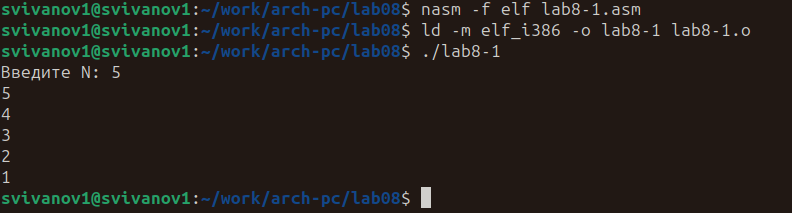 svivanov1@svivanov1:~/work/arch-pc/lab08$ nasm -f elf lab8-1.asm
svivanov1@svivanov1:~/work/arch-pc/lab08$ ld -m elf_i386 -o lab8-1 lab8-1.o
svivanov1@svivanov1:~/work/arch-pc/lab08$ ./lab8-1
Введите N: 5
5
4
3
2
1
svivanov1@svivanov1:~/work/arch-pc/lab08$